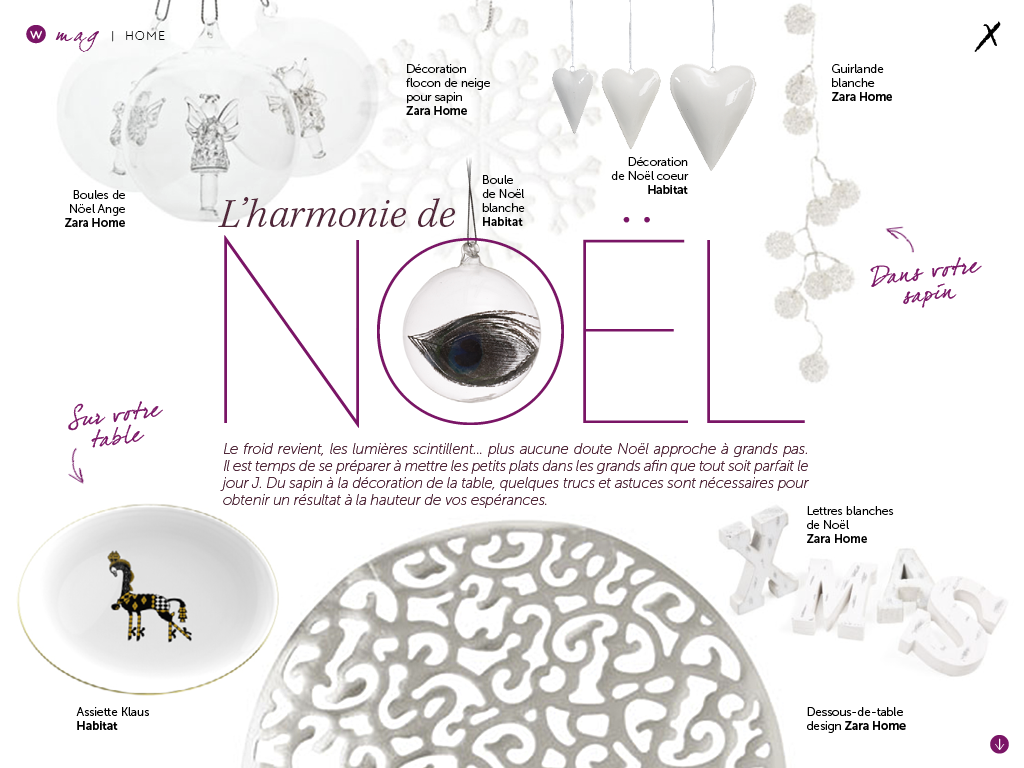 w mag | HOME
Décoration
flocon de neige
pour sapin
Zara Home
Guirlande
blanche
Zara Home
Décoration
de Noël coeur
Habitat
Boules de
Nöel Ange
Zara Home
Boule
de Noël
blanche
Habitat
L'harmonie de
NOËL
Dans votre
sapin
Sur votre
table
Le froid revient, les lumières scintillent... plus aucune doute Noël approche à grands pas.
Il est temps de se préparer à mettre les petits plats dans les grands afin que tout soit parfait le
jour J. Du sapin à la décoration de la table, quelques trucs et astuces sont nécessaires pour
obtenir un résultat à la hauteur de vos espérances.
Lettres blanches
de Noël
Zara Home
X-MAS
Assiette Klaus
Habitat
Dessous-de-table
design Zara Home